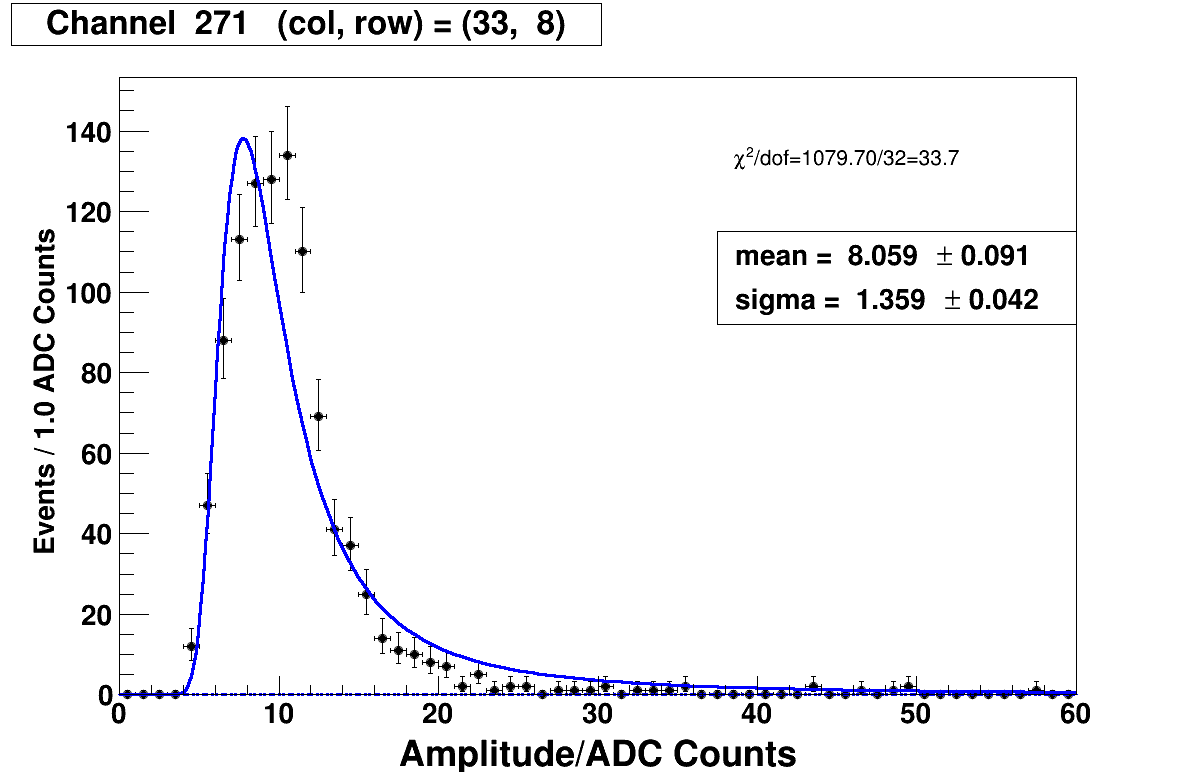 Channel 271 (col, row) = (33, 8)
140
120
100
80
60
40
20
0
Events / 1.0 ADC Counts
χ²/dof=1079.70/32=33.7
mean = 8.059 ± 0.091
sigma = 1.359 ± 0.042
0 10 20 30 40 50 60
Amplitude/ADC Counts